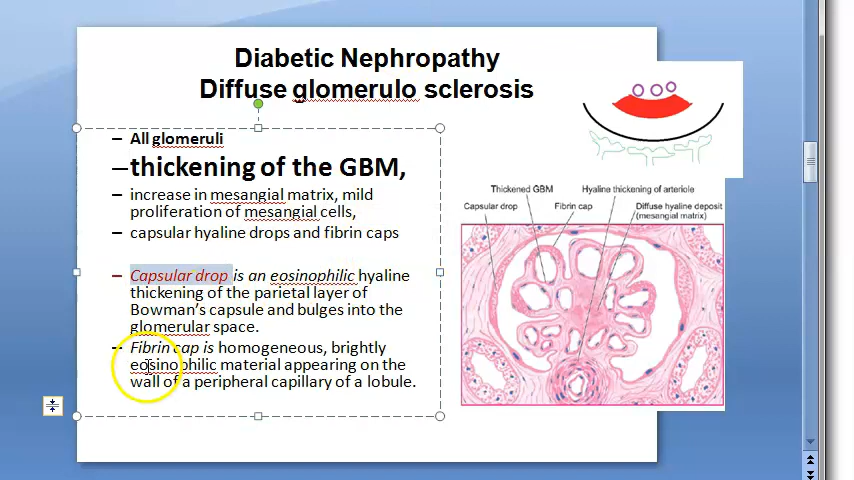 Diabetic Nephropathy
Diffuse glomerulo sclerosis
– All glomeruli
–thickening of the GBM,
– increase in mesangial matrix, mild
proliferation of mesangial cells,
– capsular hyaline drops and fibrin caps
– Capsular drop is an eosinophilic hyaline
thickening of the parietal layer of
Bowman's capsule and bulges into the
glomerular space.
– Fibrin cap is homogeneous, brightly
eosinophilic material appearing on the
wall of a peripheral capillary of a lobule.
Thickened GBM
Hyaline thickening of arteriole
Capsular drop
Fibrin cap
Diffuse hyaline deposit
(mesangial matrix)